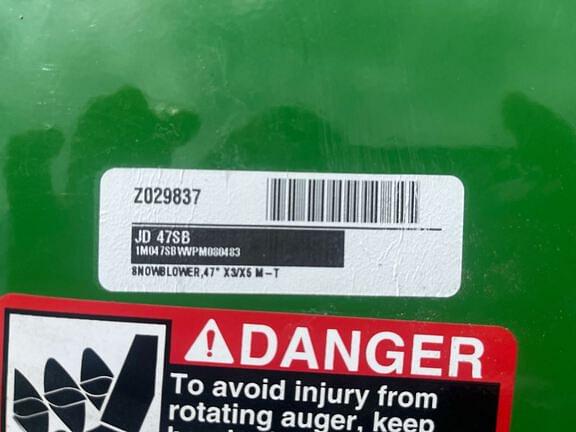 Z029837
JD 47SB
1M047SBWVPM080483
SNOWBLOWER,47" X3/X5 M-T
DANGER
To avoid injury from
rotating auger, keep